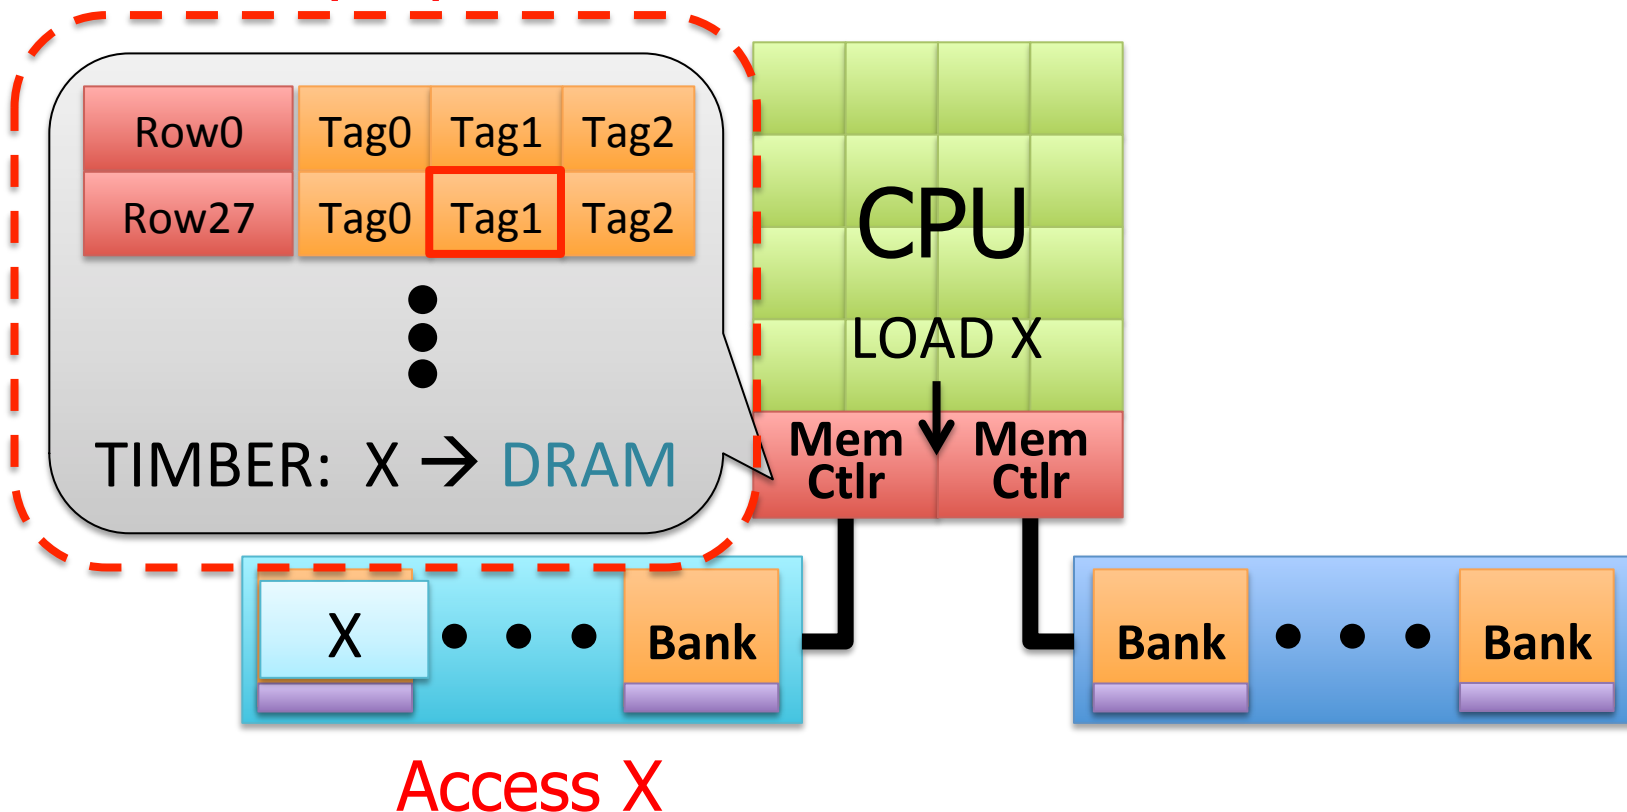 Row0 Tag0 Tag1 Tag2
Row27 Tag0 Tag1 Tag2
TIMBER: X → DRAM
CPU
LOAD X
Mem Mem
Ctlr Ctlr
X • • • Bank
Bank • • • Bank
Access X